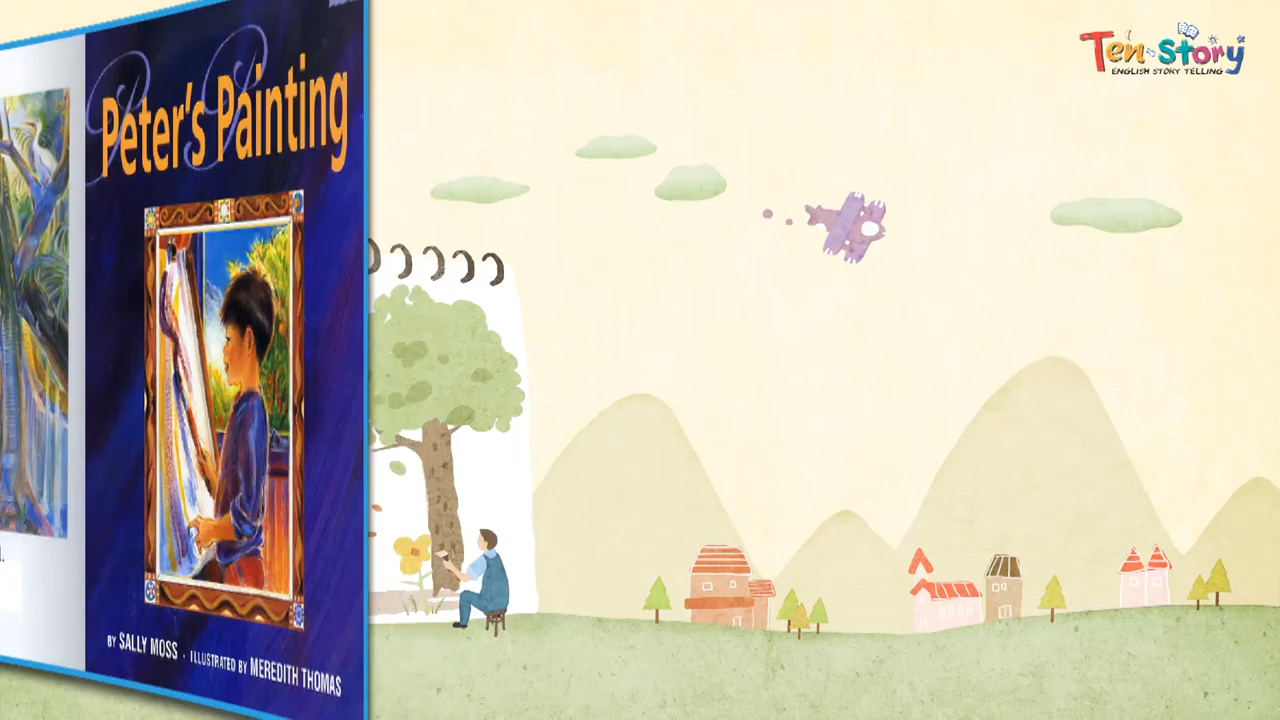 Peter's Painting
BY SALLY MOSS · ILLUSTRATED BY MEREDITH THOMAS
Ten-Story
ENGLISH STORY TELLING